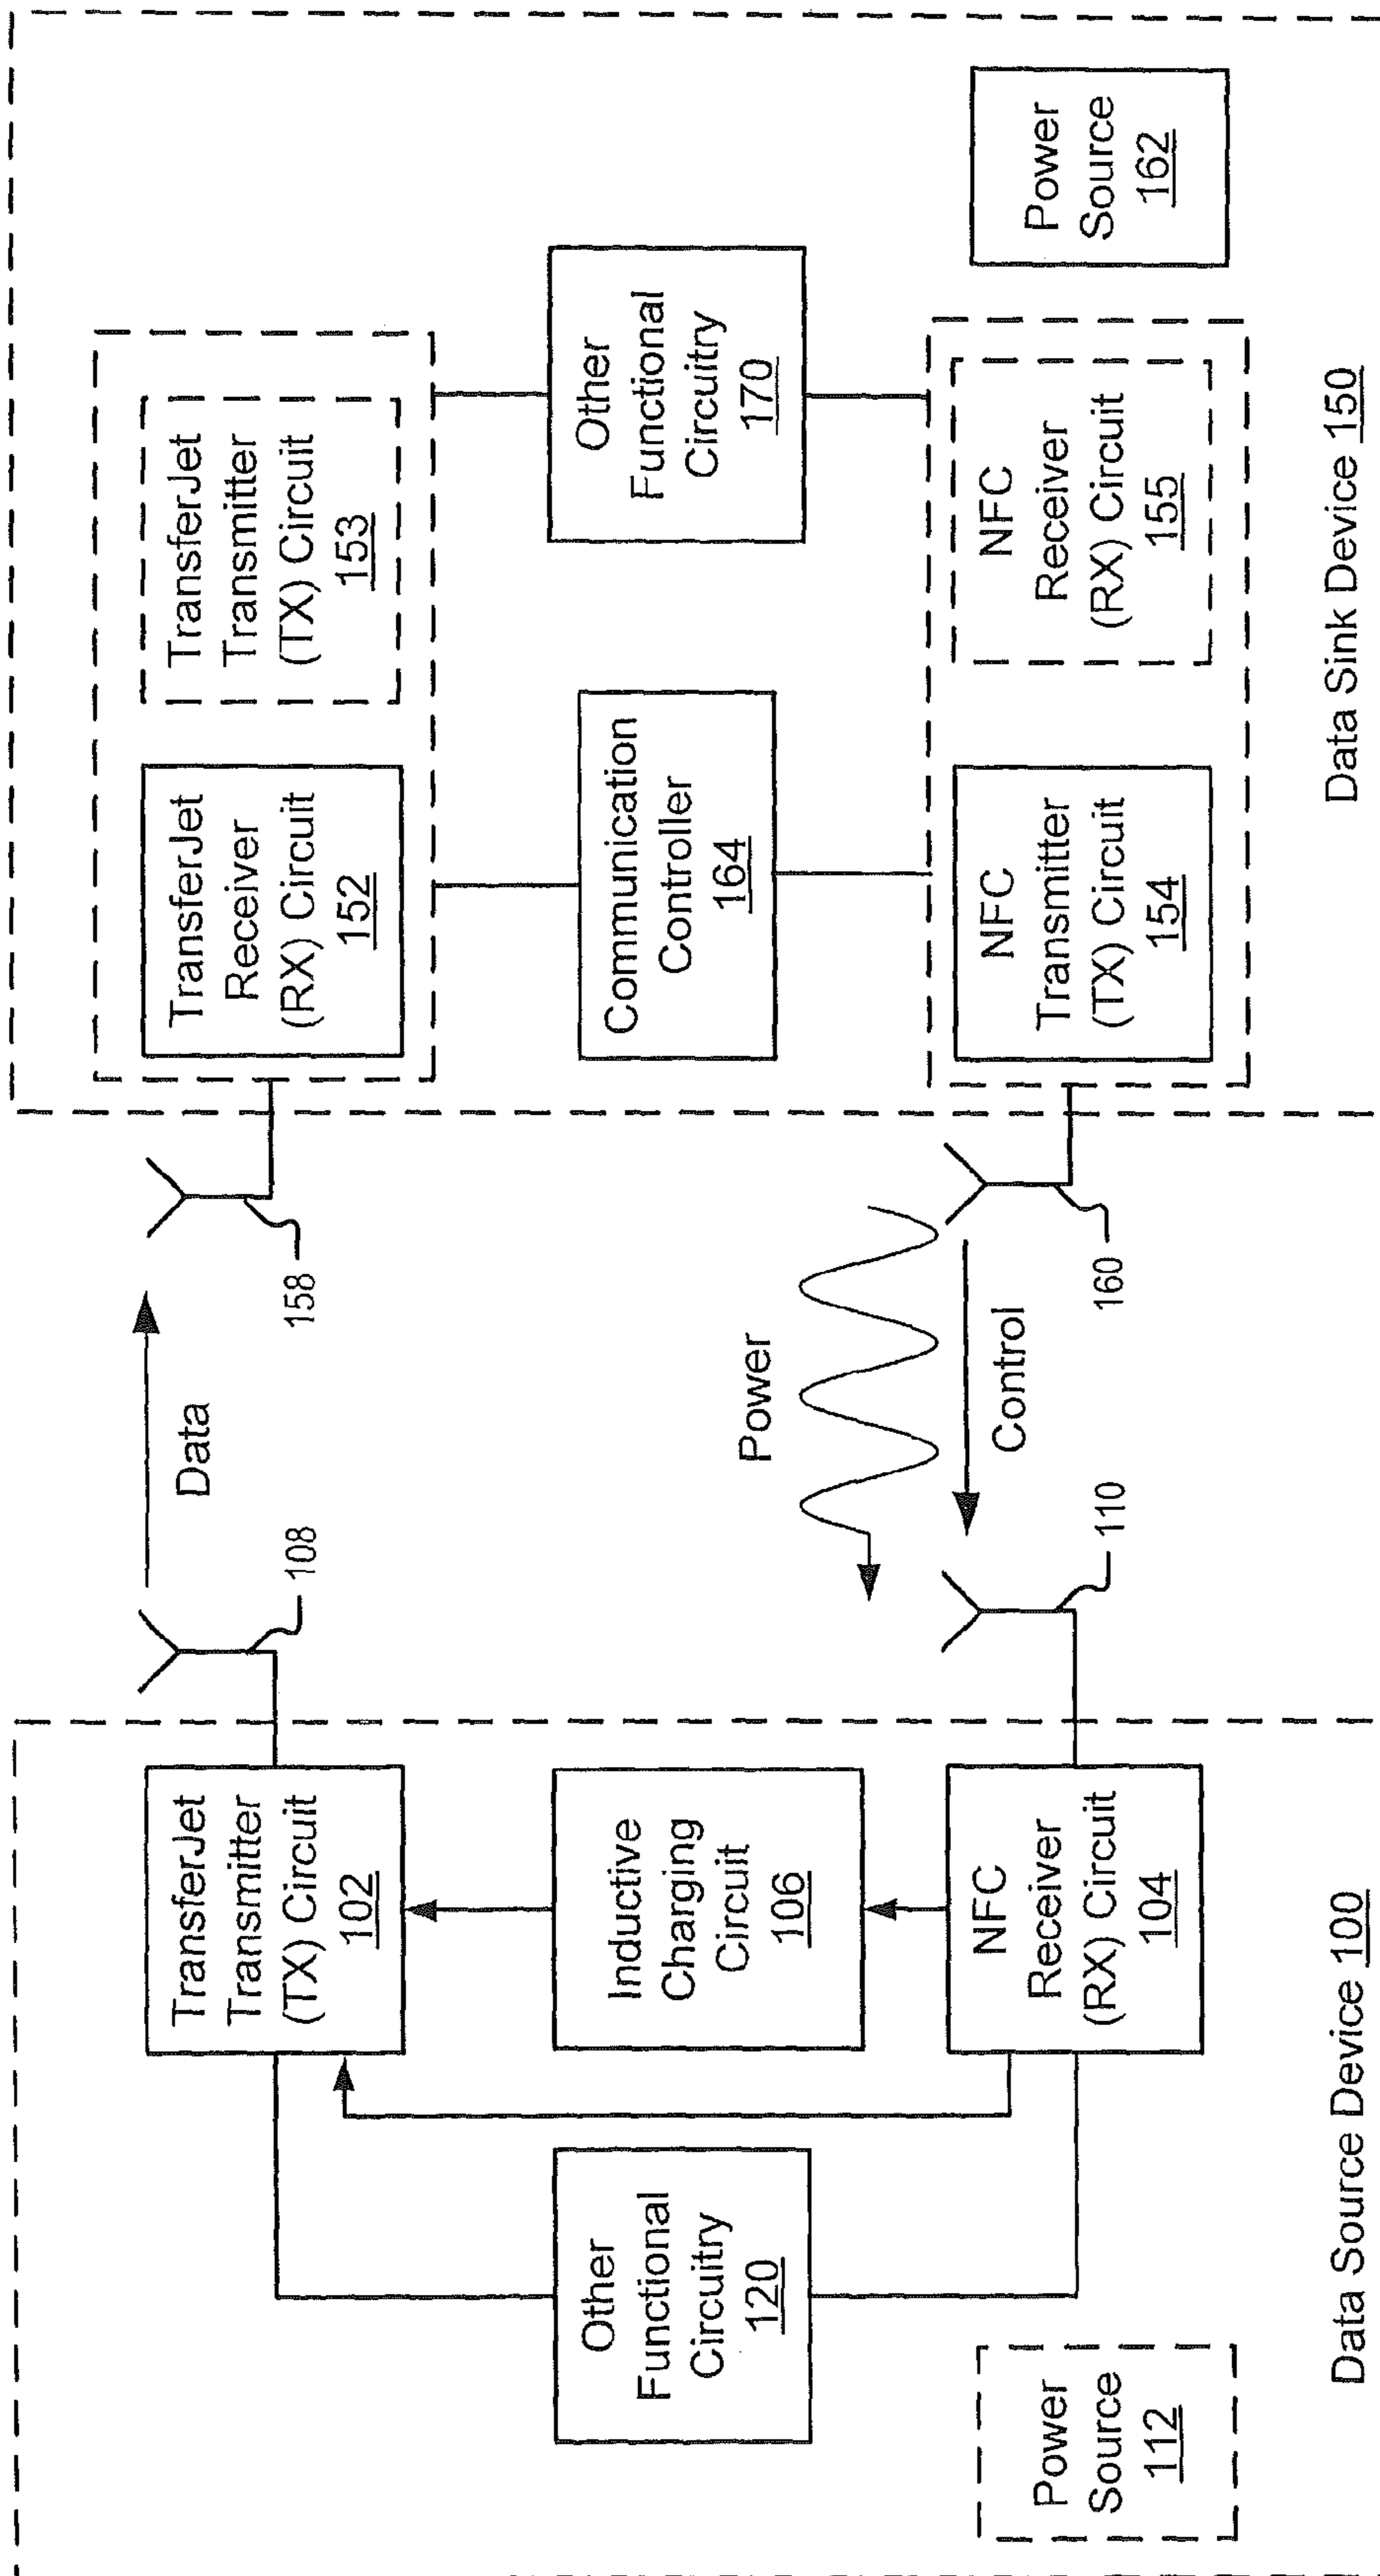 TransferJet
Transmitter
(TX) Circuit
102
Inductive
Charging
Circuit
106
NFC
Receiver
(RX) Circuit
104
Other
Functional
Circuitry
120
Power
Source
112
Data Source Device 100
108
Data
158
Power
Control
110
160
TransferJet
Receiver
(RX) Circuit
152
TransferJet
Transmitter
(TX) Circuit
153
Communication
Controller
164
Other
Functional
Circuitry
170
NFC
Transmitter
(TX) Circuit
154
NFC
Receiver
(RX) Circuit
155
Power
Source
162
Data Sink Device 150